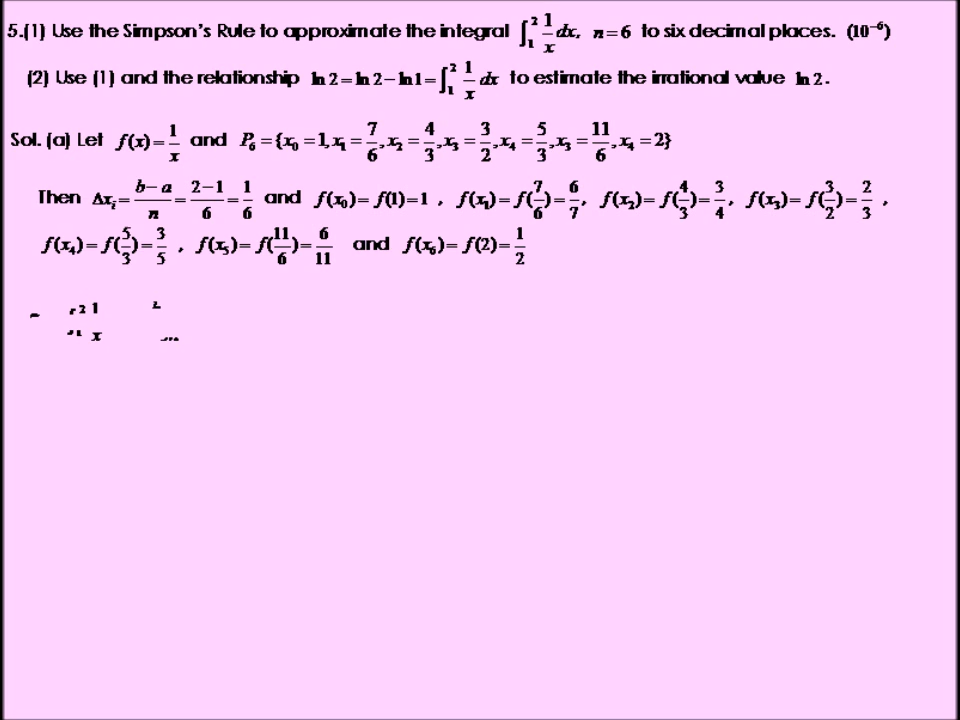 5.(1) Use the Simpson's Rule to approximate the integral ∫₁² 1/x dx, n = 6 to six decimal places. (10⁻⁶)
(2) Use (1) and the relationship ln 2 = ln 2 − ln 1 = ∫₁² 1/x dx to estimate the irrational value ln 2.
Sol. (a) Let f(x) = 1/x and P₆ = {x₀ = 1, x₁ = 7/6, x₂ = 4/3, x₃ = 3/2, x₄ = 5/3, x₃ = 11/6, x₄ = 2}
Then Δxᵢ = (b − a)/n = (2 − 1)/6 = 1/6 and f(x₀) = f(1) = 1 , f(x₁) = f(7/6) = 6/7, f(x₂) = f(4/3) = 3/4, f(x₃) = f(3/2) = 2/3 ,
f(x₄) = f(5/3) = 3/5 , f(x₅) = f(11/6) = 6/11 and f(x₆) = f(2) = 1/2